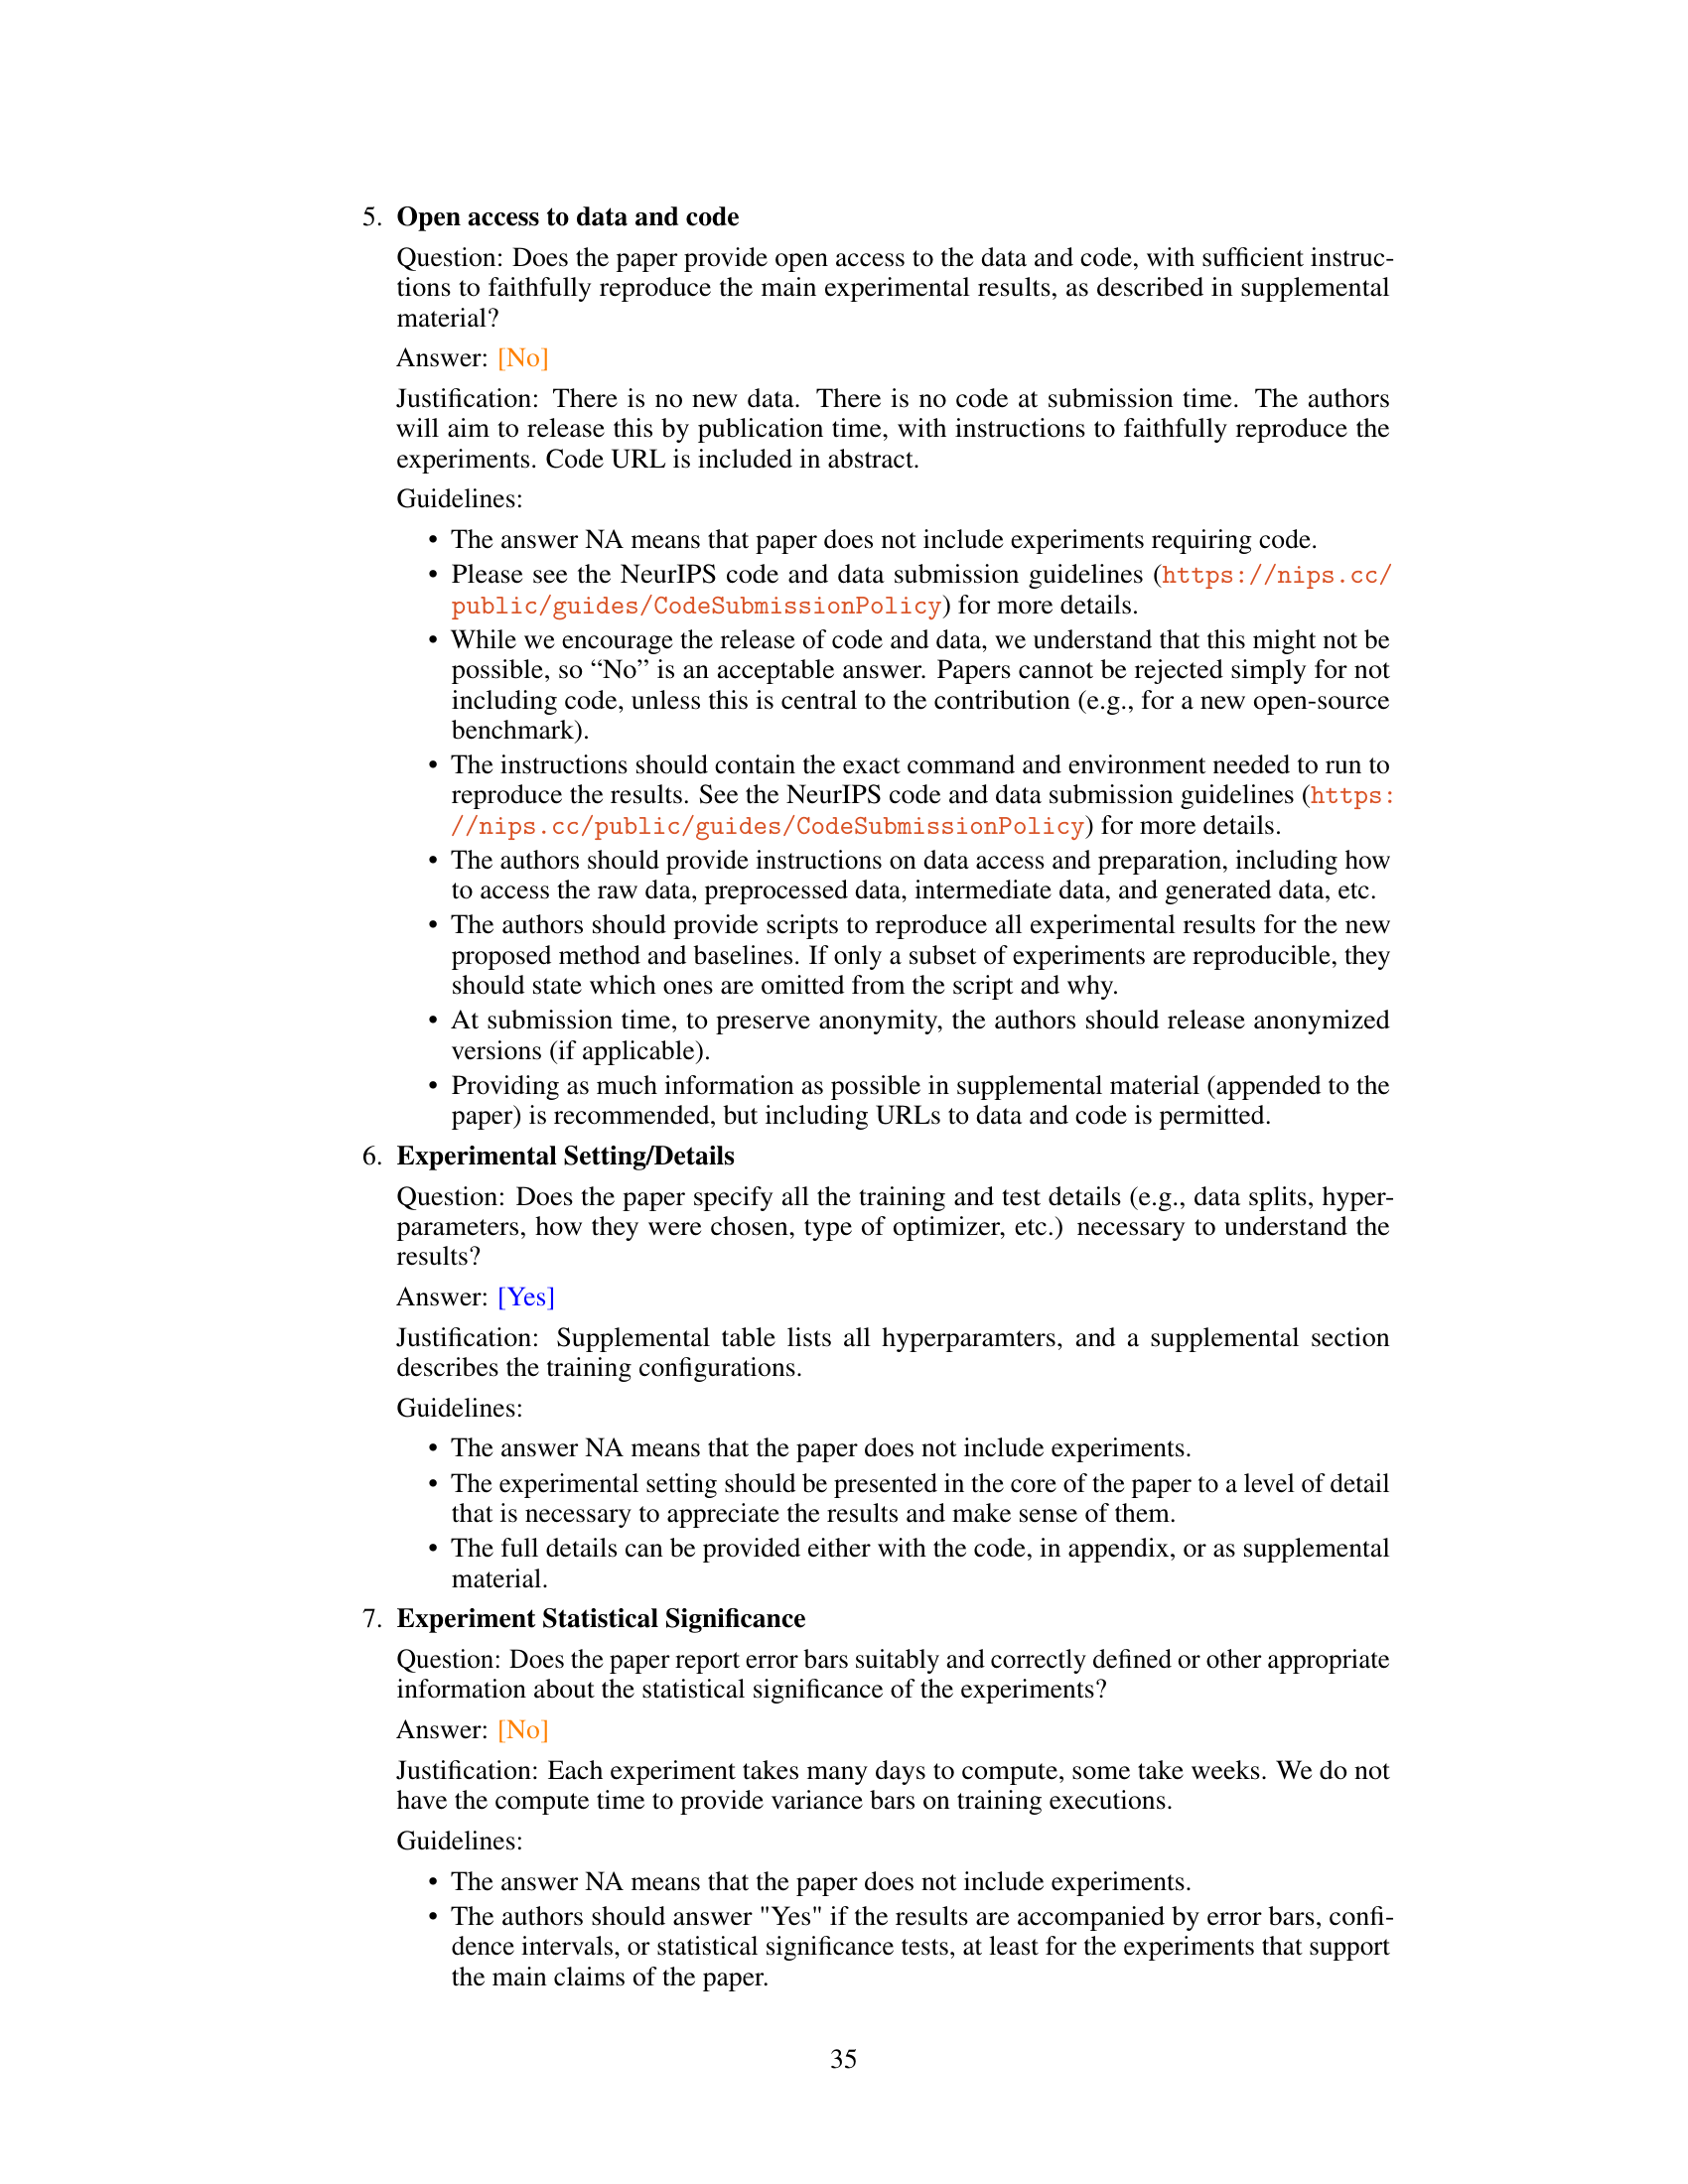 5. Open access to data and code
Question: Does the paper provide open access to the data and code, with sufficient instruc-
tions to faithfully reproduce the main experimental results, as described in supplemental
material?
Answer: [No]
Justification: There is no new data. There is no code at submission time. The authors
will aim to release this by publication time, with instructions to faithfully reproduce the
experiments. Code URL is included in abstract.
Guidelines:
• The answer NA means that paper does not include experiments requiring code.
• Please see the NeurIPS code and data submission guidelines (https://nips.cc/
public/guides/CodeSubmissionPolicy) for more details.
• While we encourage the release of code and data, we understand that this might not be
possible, so “No” is an acceptable answer. Papers cannot be rejected simply for not
including code, unless this is central to the contribution (e.g., for a new open-source
benchmark).
• The instructions should contain the exact command and environment needed to run to
reproduce the results. See the NeurIPS code and data submission guidelines (https:
//nips.cc/public/guides/CodeSubmissionPolicy) for more details.
• The authors should provide instructions on data access and preparation, including how
to access the raw data, preprocessed data, intermediate data, and generated data, etc.
• The authors should provide scripts to reproduce all experimental results for the new
proposed method and baselines. If only a subset of experiments are reproducible, they
should state which ones are omitted from the script and why.
• At submission time, to preserve anonymity, the authors should release anonymized
versions (if applicable).
• Providing as much information as possible in supplemental material (appended to the
paper) is recommended, but including URLs to data and code is permitted.
6. Experimental Setting/Details
Question: Does the paper specify all the training and test details (e.g., data splits, hyper-
parameters, how they were chosen, type of optimizer, etc.) necessary to understand the
results?
Answer: [Yes]
Justification: Supplemental table lists all hyperparamters, and a supplemental section
describes the training configurations.
Guidelines:
• The answer NA means that the paper does not include experiments.
• The experimental setting should be presented in the core of the paper to a level of detail
that is necessary to appreciate the results and make sense of them.
• The full details can be provided either with the code, in appendix, or as supplemental
material.
7. Experiment Statistical Significance
Question: Does the paper report error bars suitably and correctly defined or other appropriate
information about the statistical significance of the experiments?
Answer: [No]
Justification: Each experiment takes many days to compute, some take weeks. We do not
have the compute time to provide variance bars on training executions.
Guidelines:
• The answer NA means that the paper does not include experiments.
• The authors should answer "Yes" if the results are accompanied by error bars, confi-
dence intervals, or statistical significance tests, at least for the experiments that support
the main claims of the paper.
35